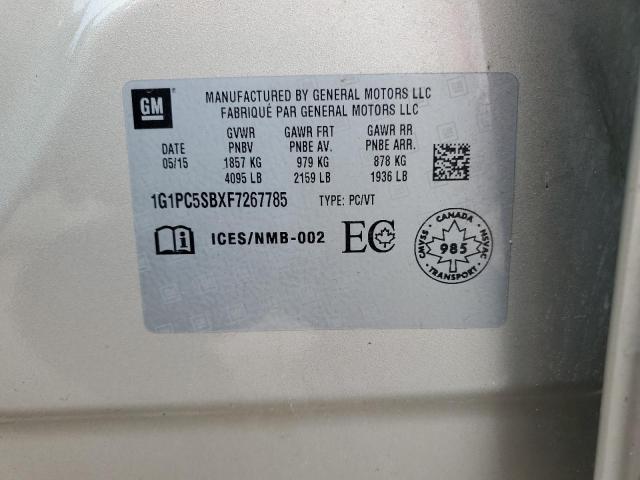 GM
MANUFACTURED BY GENERAL MOTORS LLC
FABRIQUÉ PAR GENERAL MOTORS LLC
GVWR GAWR FRT GAWR RR
DATE PNBV PNBE AV. PNBE ARR.
05/15 1857 KG 979 KG 878 KG
4095 LB 2159 LB 1936 LB
1G1PC5SBXF7267785 TYPE: PC/VT
ICES/NMB-002 EC
CANADA
CMVSS 985 NSVAC
TRANSPORT